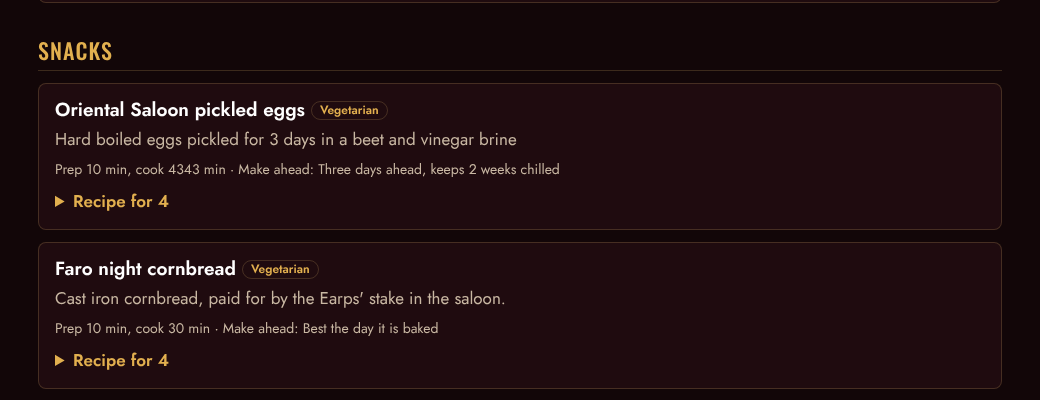 SNACKS
Oriental Saloon pickled eggs Vegetarian
Hard boiled eggs pickled for 3 days in a beet and vinegar brine
Prep 10 min, cook 4343 min · Make ahead: Three days ahead, keeps 2 weeks chilled
▶ Recipe for 4
Faro night cornbread Vegetarian
Cast iron cornbread, paid for by the Earps' stake in the saloon.
Prep 10 min, cook 30 min · Make ahead: Best the day it is baked
▶ Recipe for 4